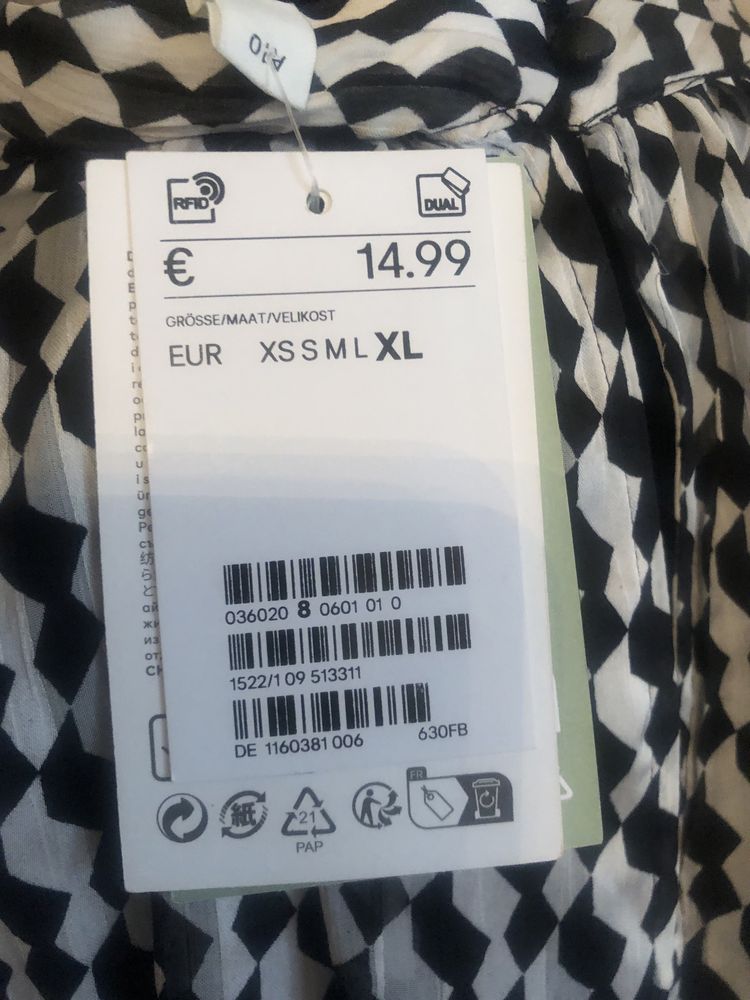 RFID
DUAL
€ 14.99
GRÖSSE/MAAT/VELIKOST
EUR XS S M L XL
036020 8 0601 01 0
1522/1 09 513311
DE 1160381 006 630FB
FR
紙
21
PAP